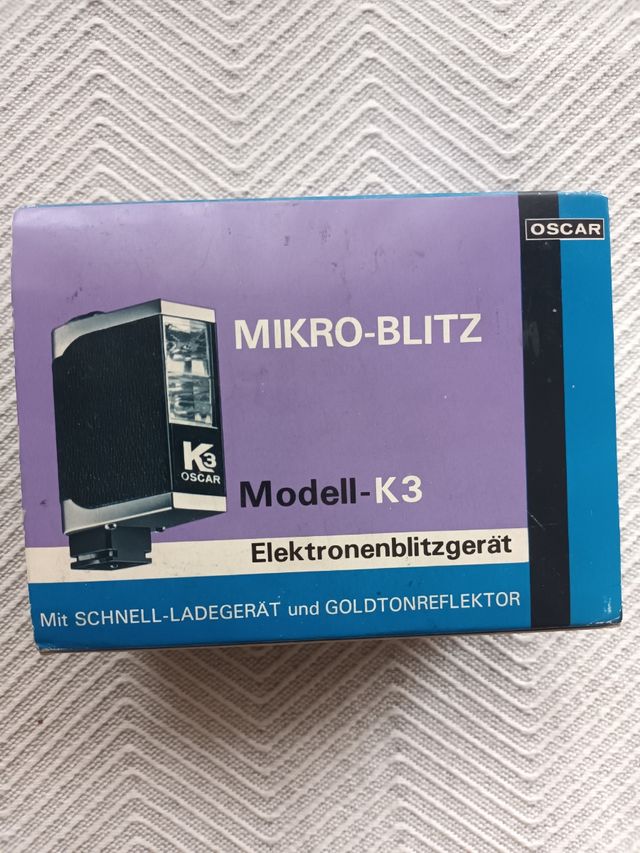 OSCAR
MIKRO-BLITZ
K3
OSCAR
Modell-K3
Elektronenblitzgerät
Mit SCHNELL-LADEGERÄT und GOLDTONREFLEKTOR